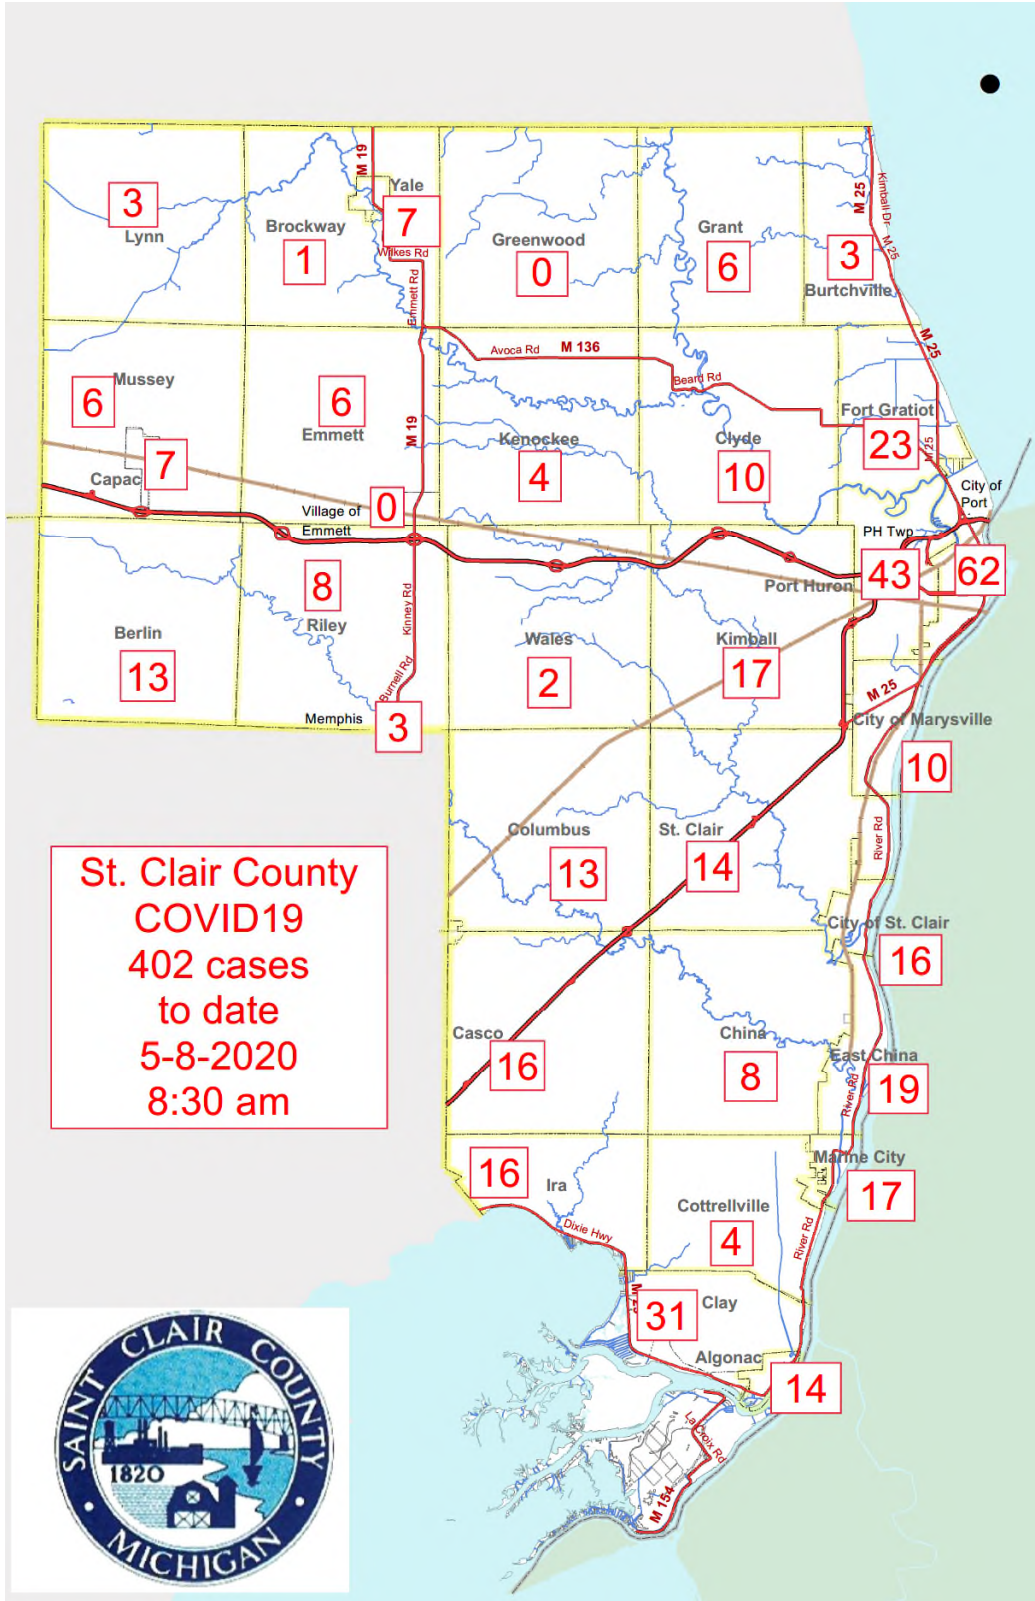 M 19
Yale
7
3
Lynn
Brockway
1
Wilkes Rd
Emmett Rd
Greenwood
0
Grant
6
M 25
Kimball Dr
M 25
3
Burtchville
M 25
Avoca Rd
M 136
Beard Rd
Mussey
6
6
Emmett
M 19
Kenockee
4
Clyde
10
Fort Gratiot
23
M 25
Capac
7
Village of
Emmett
0
City of
Port
PH Twp
Port Huron
43
62
8
Riley
Kinney Rd
Berlin
13
Burnell Rd
Memphis
3
Wales
2
Kimball
17
M 25
City of Marysville
10
River Rd
Columbus
13
St. Clair
14
City of St. Clair
16
St. Clair County
COVID19
402 cases
to date
5-8-2020
8:30 am
Casco
16
China
8
East China
19
River Rd
Marine City
17
16
Ira
Dixie Hwy
Cottrellville
4
River Rd
31
Clay
Algonac
14
La Croix Rd
M 154
SAINT CLAIR COUNTY
1820
MICHIGAN